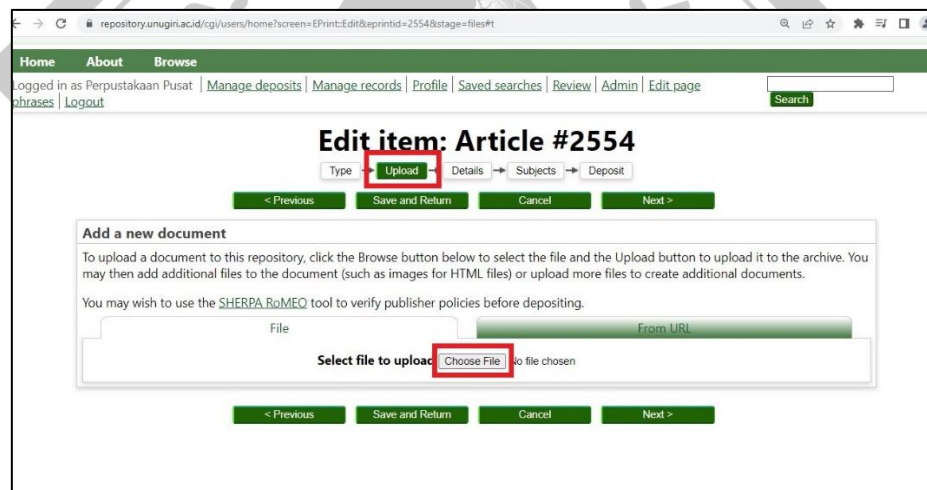 repository.unugiri.ac.id/cgi/users/home?screen=EPrint::Edit&eprintid=2554&stage=files#t
Home About Browse
Logged in as Perpustakaan Pusat | Manage deposits | Manage records | Profile | Saved searches | Review | Admin | Edit page
phrases | Logout
Search
Edit item: Article #2554
Type Upload Details Subjects Deposit
< Previous Save and Return Cancel Next >
Add a new document
To upload a document to this repository, click the Browse button below to select the file and the Upload button to upload it to the archive. You
may then add additional files to the document (such as images for HTML files) or upload more files to create additional documents.
You may wish to use the SHERPA RoMEO tool to verify publisher policies before depositing.
File From URL
Select file to upload Choose File No file chosen
< Previous Save and Return Cancel Next >